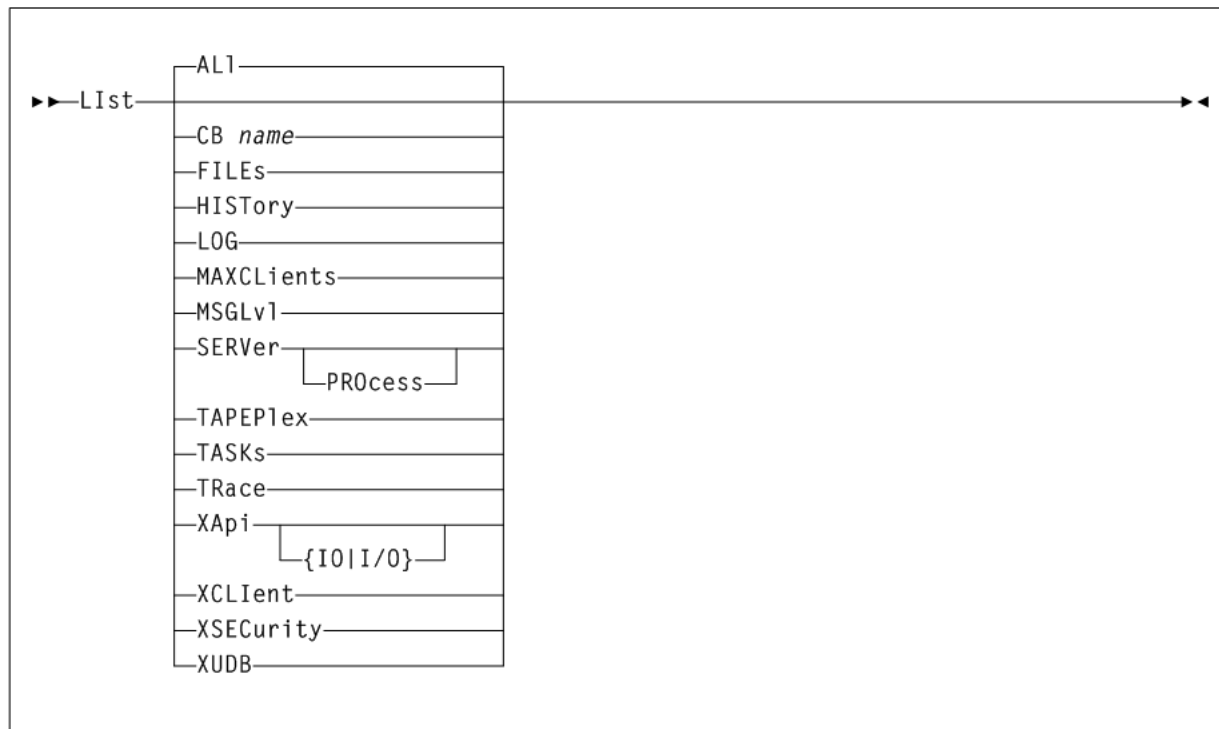 ALl
LIst
CB name
FILEs
HISTory
LOG
MAXCLients
MSGLvl
SERVer
PROcess
TAPEPlex
TASKs
TRace
XApi
{IO|I/O}
XCLIent
XSECurity
XUDB